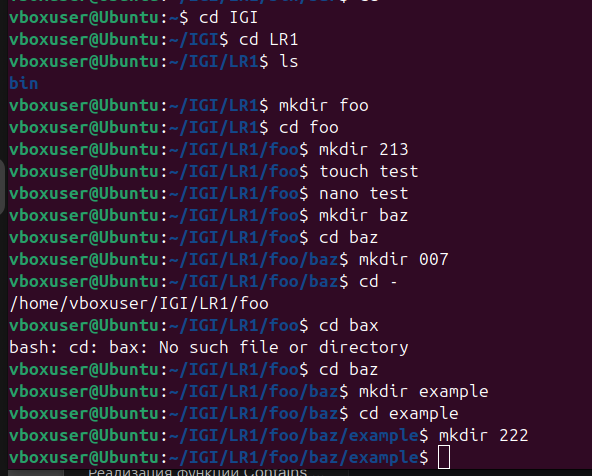 vboxuser@Ubuntu:~$ cd IGI
vboxuser@Ubuntu:~/IGI$ cd LR1
vboxuser@Ubuntu:~/IGI/LR1$ ls
bin
vboxuser@Ubuntu:~/IGI/LR1$ mkdir foo
vboxuser@Ubuntu:~/IGI/LR1$ cd foo
vboxuser@Ubuntu:~/IGI/LR1/foo$ mkdir 213
vboxuser@Ubuntu:~/IGI/LR1/foo$ touch test
vboxuser@Ubuntu:~/IGI/LR1/foo$ nano test
vboxuser@Ubuntu:~/IGI/LR1/foo$ mkdir baz
vboxuser@Ubuntu:~/IGI/LR1/foo$ cd baz
vboxuser@Ubuntu:~/IGI/LR1/foo/baz$ mkdir 007
vboxuser@Ubuntu:~/IGI/LR1/foo/baz$ cd -
/home/vboxuser/IGI/LR1/foo
vboxuser@Ubuntu:~/IGI/LR1/foo$ cd bax
bash: cd: bax: No such file or directory
vboxuser@Ubuntu:~/IGI/LR1/foo$ cd baz
vboxuser@Ubuntu:~/IGI/LR1/foo/baz$ mkdir example
vboxuser@Ubuntu:~/IGI/LR1/foo/baz$ cd example
vboxuser@Ubuntu:~/IGI/LR1/foo/baz/example$ mkdir 222
vboxuser@Ubuntu:~/IGI/LR1/foo/baz/example$
Реализация функции Contains